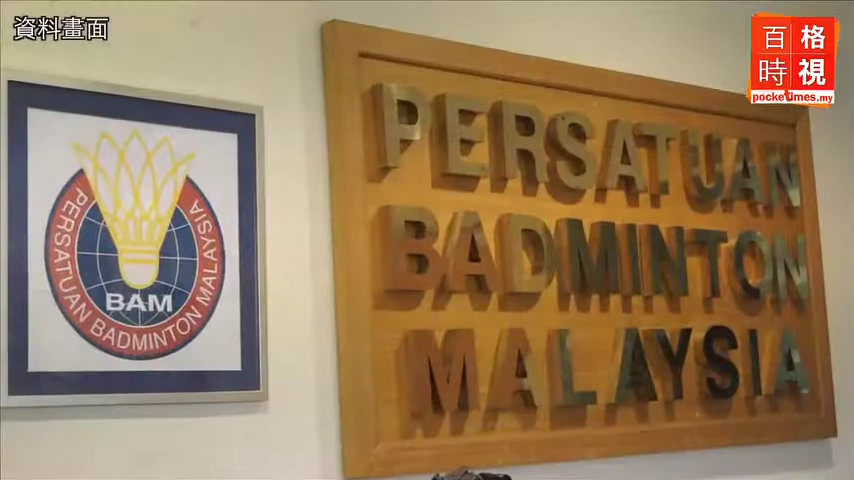 資料畫面
百格
時視
pocketimes.my
PERSATUAN
BADMINTON
MALAYSIA
BAM
PERSATUAN BADMINTON MALAYSIA